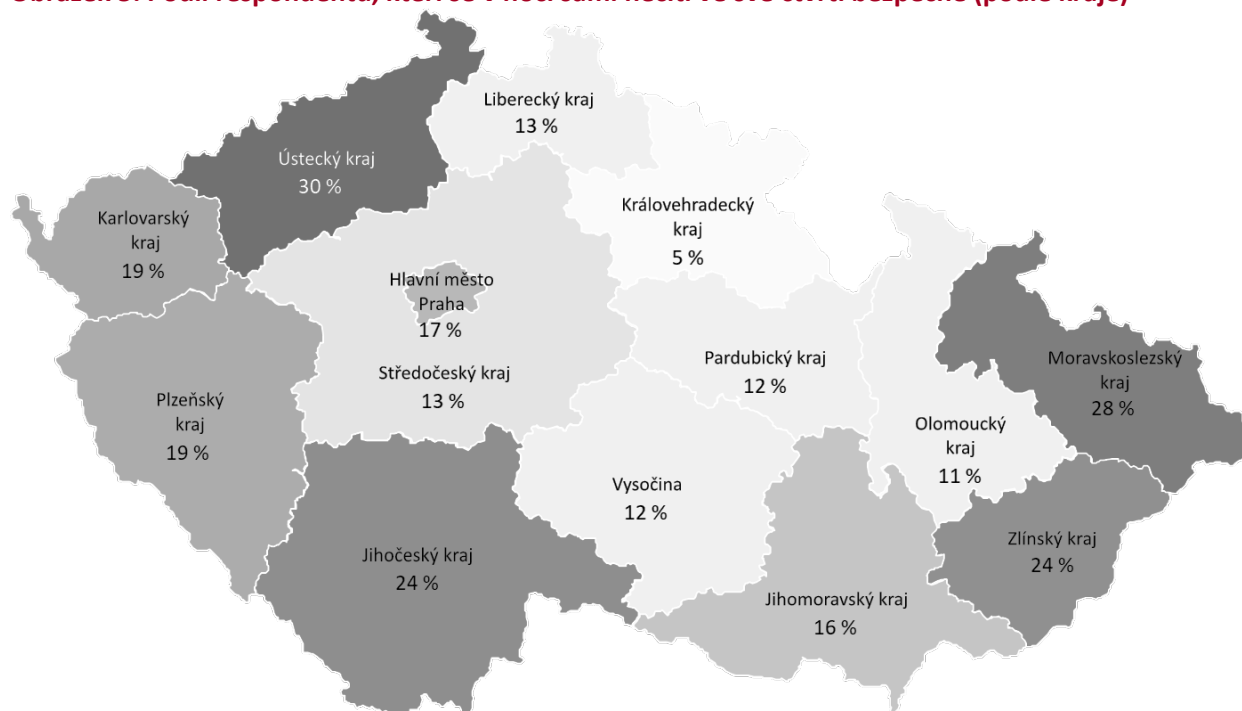 Liberecký kraj
13 %
Ústecký kraj
30 %
Karlovarský
kraj
19 %
Královehradecký
kraj
5 %
Hlavní město
Praha
17 %
Středočeský kraj
13 %
Pardubický kraj
12 %
Moravskoslezský
kraj
28 %
Plzeňský
kraj
19 %
Olomoucký
kraj
11 %
Vysočina
12 %
Jihočeský kraj
24 %
Zlínský kraj
24 %
Jihomoravský kraj
16 %